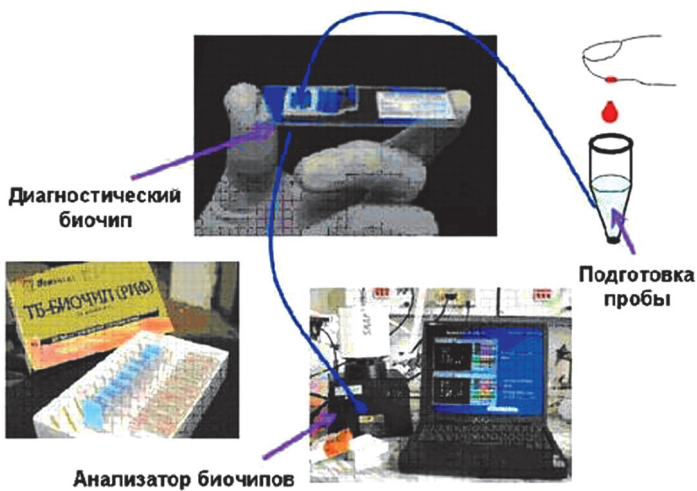 Диагностический
биочип
Подготовка
пробы
ТБ-БИОЧИП (РИФ)
Анализатор биочипов